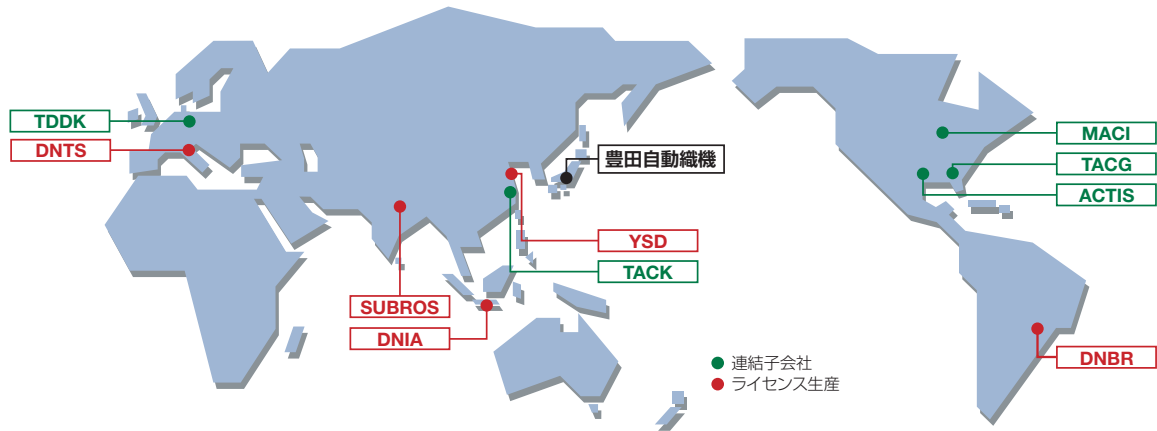 TDDK
DNTS
豊田自動織機
MACI
TACG
ACTIS
YSD
TACK
SUBROS
DNIA
DNBR
連結子会社
ライセンス生産